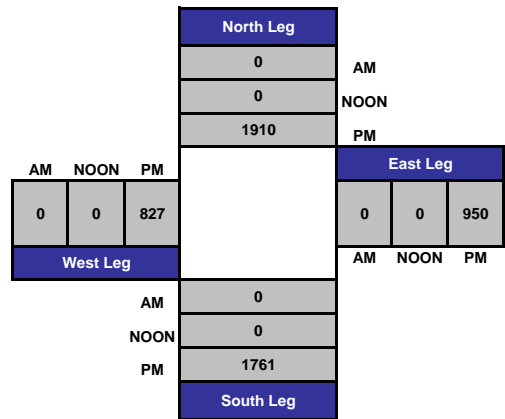 North Leg
0 AM
0 NOON
1910 PM
AM NOON PM
East Leg
0 0 827
0 0 950
West Leg
AM NOON PM
AM 0
NOON 0
PM 1761
South Leg